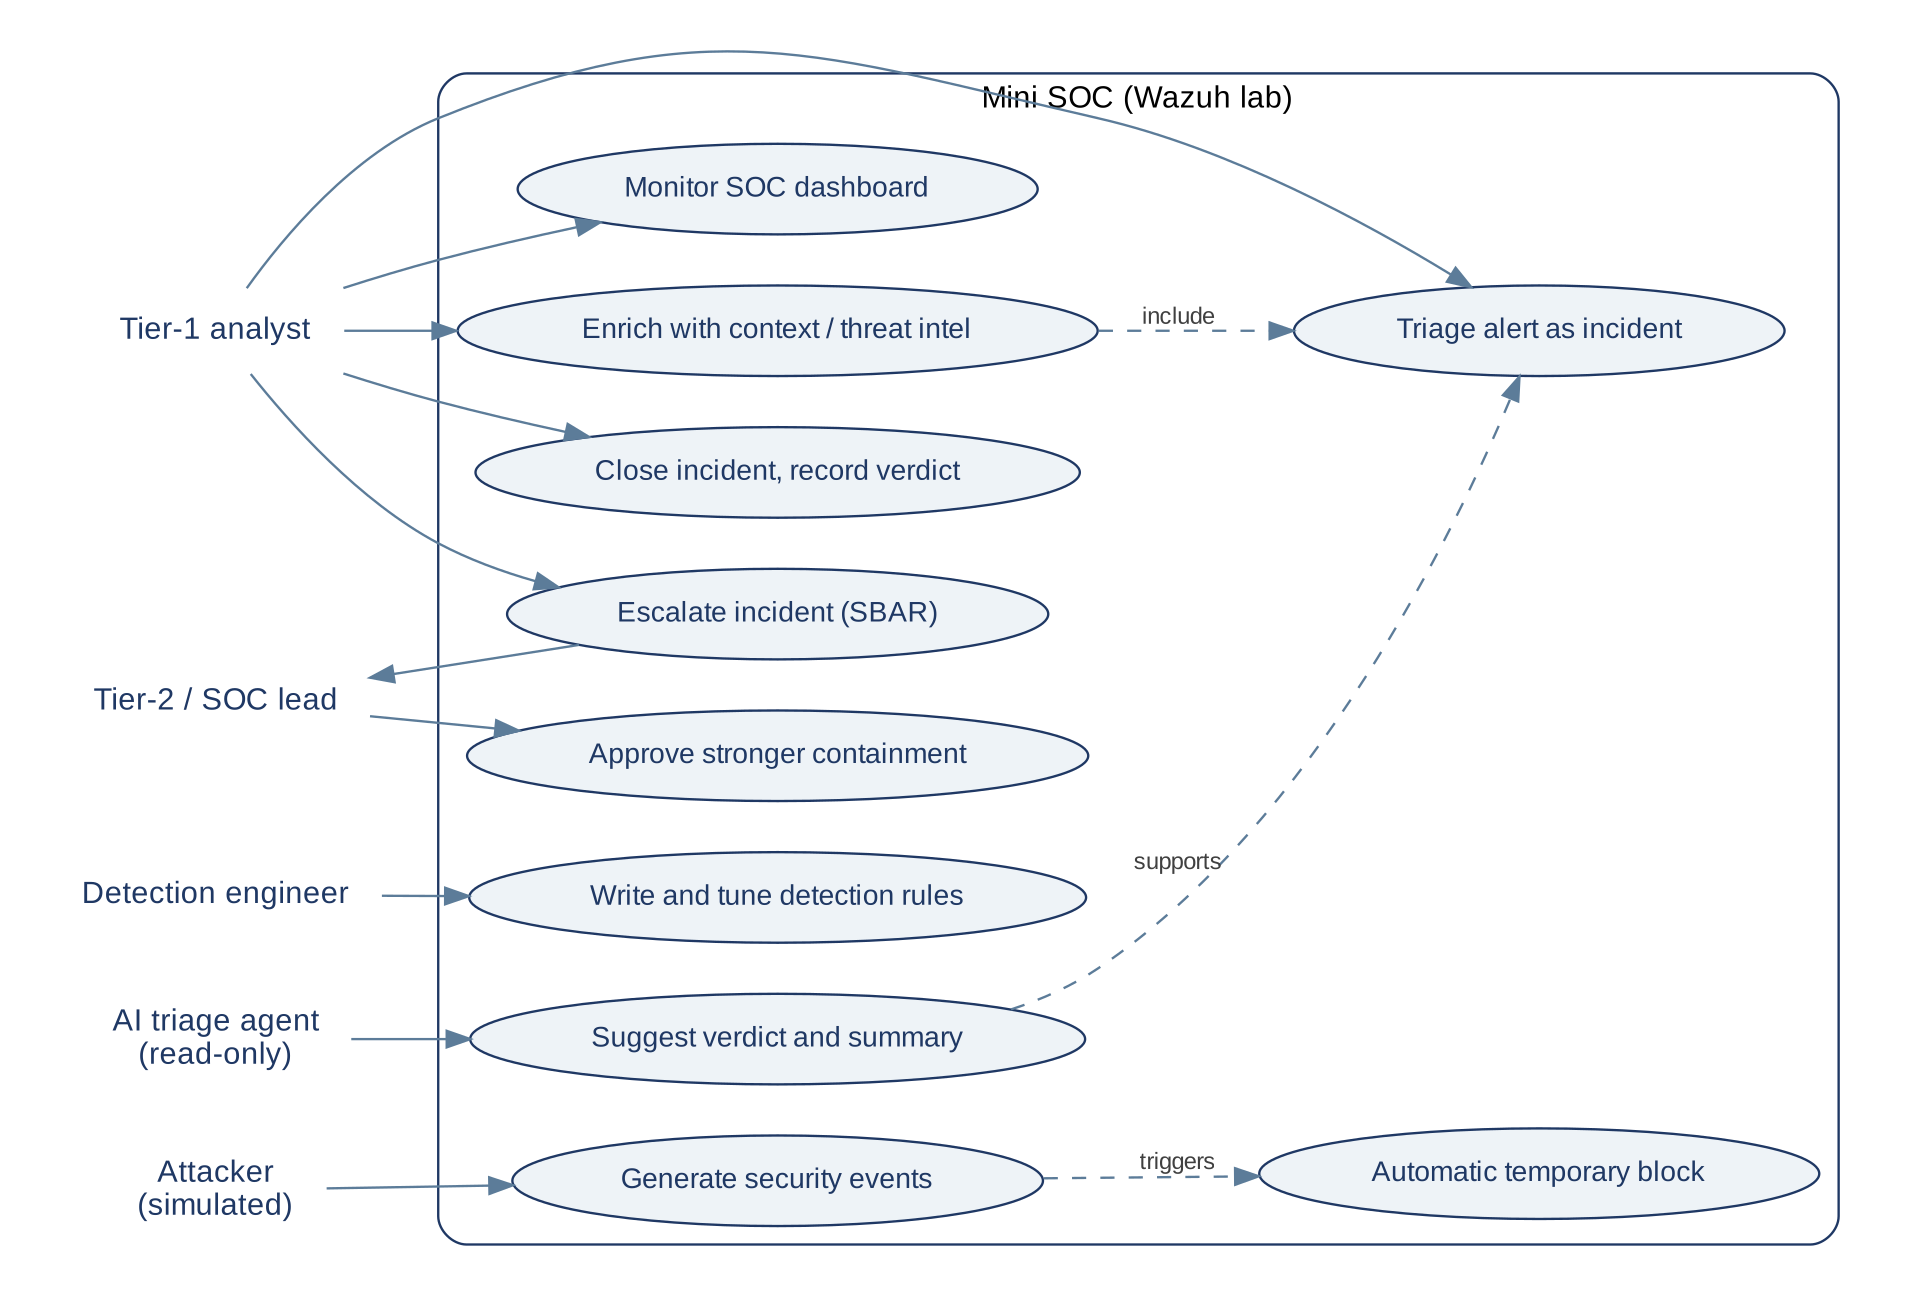 Mini SOC (Wazuh lab)
Monitor SOC dashboard
Tier-1 analyst
Enrich with context / threat intel
include
Triage alert as incident
Close incident, record verdict
Escalate incident (SBAR)
Tier-2 / SOC lead
Approve stronger containment
supports
Detection engineer
Write and tune detection rules
AI triage agent
(read-only)
Suggest verdict and summary
Attacker
(simulated)
Generate security events
triggers
Automatic temporary block